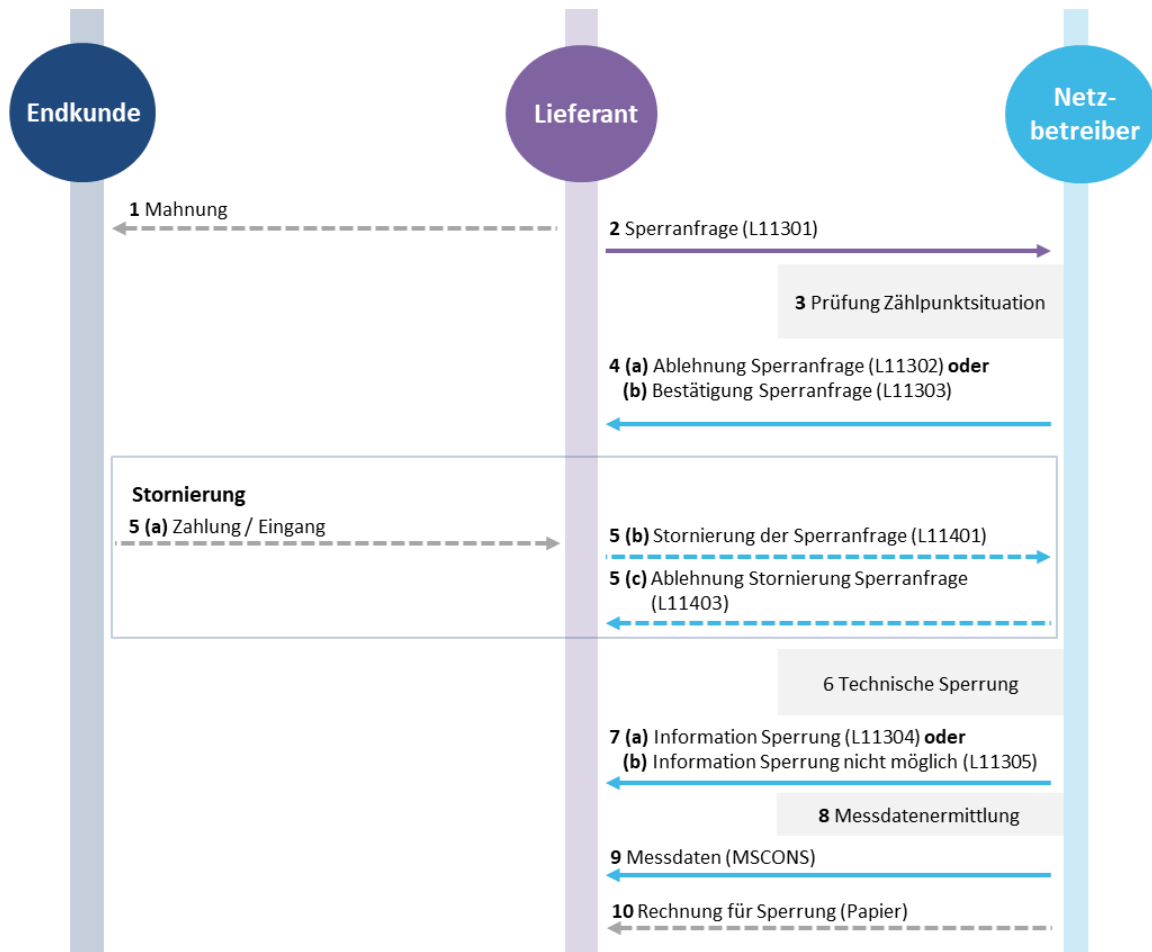 Endkunde
Lieferant
Netz-
betreiber
1 Mahnung
2 Sperranfrage (L11301)
3 Prüfung Zählpunktsituation
4 (a) Ablehnung Sperranfrage (L11302) oder
(b) Bestätigung Sperranfrage (L11303)
Stornierung
5 (a) Zahlung / Eingang
5 (b) Stornierung der Sperranfrage (L11401)
5 (c) Ablehnung Stornierung Sperranfrage
(L11403)
6 Technische Sperrung
7 (a) Information Sperrung (L11304) oder
(b) Information Sperrung nicht möglich (L11305)
8 Messdatenermittlung
9 Messdaten (MSCONS)
10 Rechnung für Sperrung (Papier)